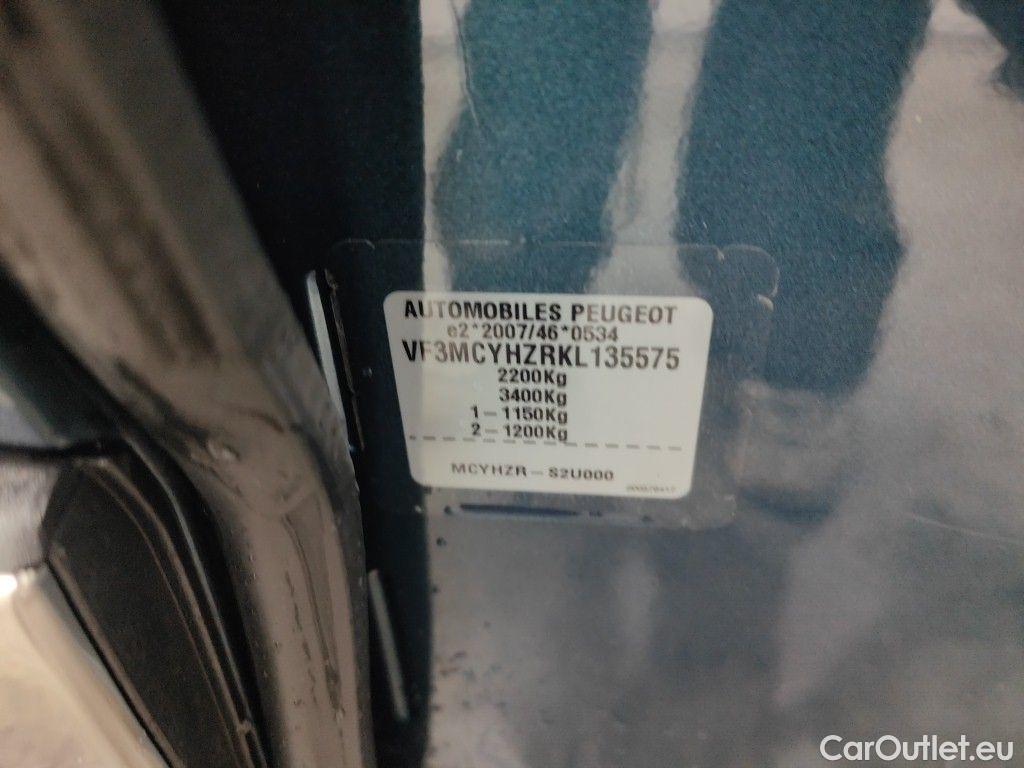 AUTOMOBILES PEUGEOT
e2*2007/46*0534
VF3MCYHZRKL135575
2200Kg
3400Kg
1-1150Kg
2-1200Kg
MCYHZR-S2U000
CarOutlet.eu